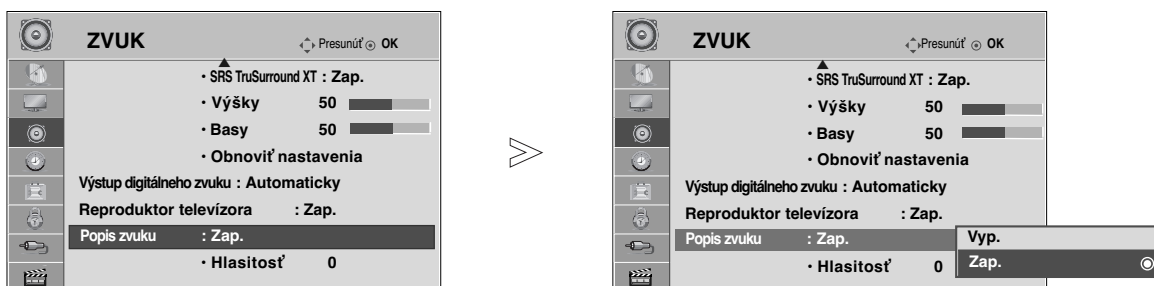 ZVUK
Presunúť OK
• SRS TruSurround XT : Zap.
• Výšky 50
• Basy 50
• Obnoviť nastavenia
Výstup digitálneho zvuku : Automaticky
Reproduktor televízora : Zap.
Popis zvuku : Zap.
• Hlasitosť 0
>
ZVUK
Presunúť OK
• SRS TruSurround XT : Zap.
• Výšky 50
• Basy 50
• Obnoviť nastavenia
Výstup digitálneho zvuku : Automaticky
Reproduktor televízora : Zap.
Popis zvuku : Zap.
• Hlasitosť 0
Vyp.
Zap.